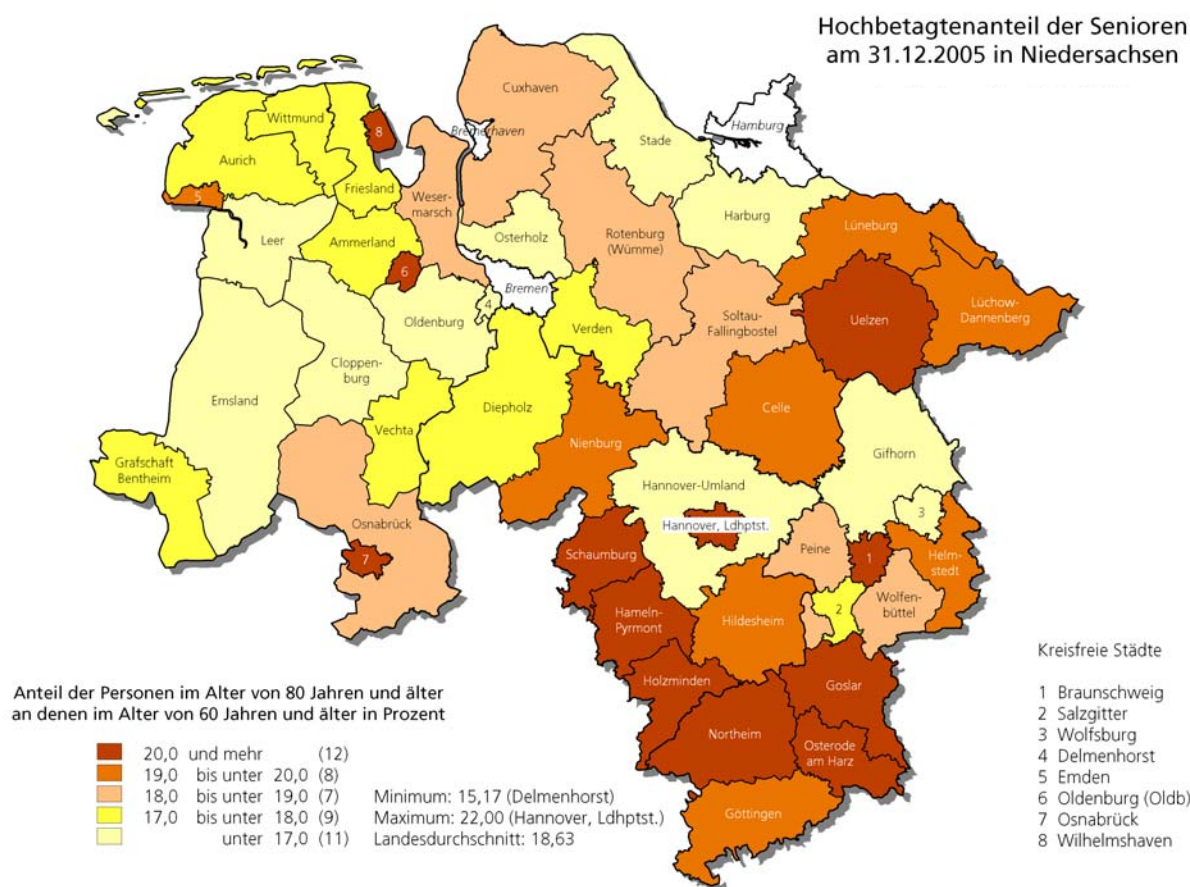 Hochbetagtenanteil der Senioren
am 31.12.2005 in Niedersachsen
Cuxhaven
Bremerhaven
Hamburg
Wittmund
8
Stade
Aurich
Friesland
Weser-
marsch
5
Harburg
Lüneburg
Leer
Ammerland
Osterholz
Rotenburg
(Wümme)
6
Bremen
4
Oldenburg
Verden
Soltau-
Fallingbostel
Uelzen
Lüchow-
Dannenberg
Cloppen-
burg
Emsland
Diepholz
Celle
Vechta
Nienburg
Gifhorn
Grafschaft
Bentheim
Hannover-Umland
3
Osnabrück
Hannover, Ldhptst.
Peine
7
Schaumburg
1
Helm-
stedt
Hameln-
Pyrmont
Hildesheim
2
Wolfen-
büttel
Holzminden
Goslar
Northeim
Osterode
am Harz
Göttingen
Anteil der Personen im Alter von 80 Jahren und älter
an denen im Alter von 60 Jahren und älter in Prozent
20,0 und mehr (12)
19,0 bis unter 20,0 (8)
18,0 bis unter 19,0 (7)
17,0 bis unter 18,0 (9)
unter 17,0 (11)
Minimum: 15,17 (Delmenhorst)
Maximum: 22,00 (Hannover, Ldhptst.)
Landesdurchschnitt: 18,63
Kreisfreie Städte
1 Braunschweig
2 Salzgitter
3 Wolfsburg
4 Delmenhorst
5 Emden
6 Oldenburg (Oldb)
7 Osnabrück
8 Wilhelmshaven